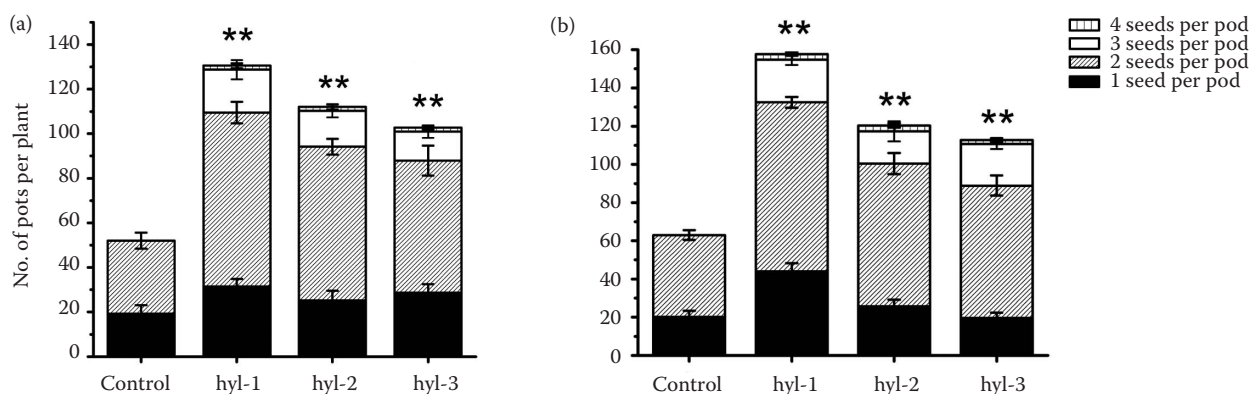 (a)
No. of pots per plant
140
120
100
80
60
40
20
0
**
**
**
Control hyl-1 hyl-2 hyl-3
(b)
160
140
120
100
80
60
40
20
0
**
**
**
Control hyl-1 hyl-2 hyl-3
4 seeds per pod
3 seeds per pod
2 seeds per pod
1 seed per pod